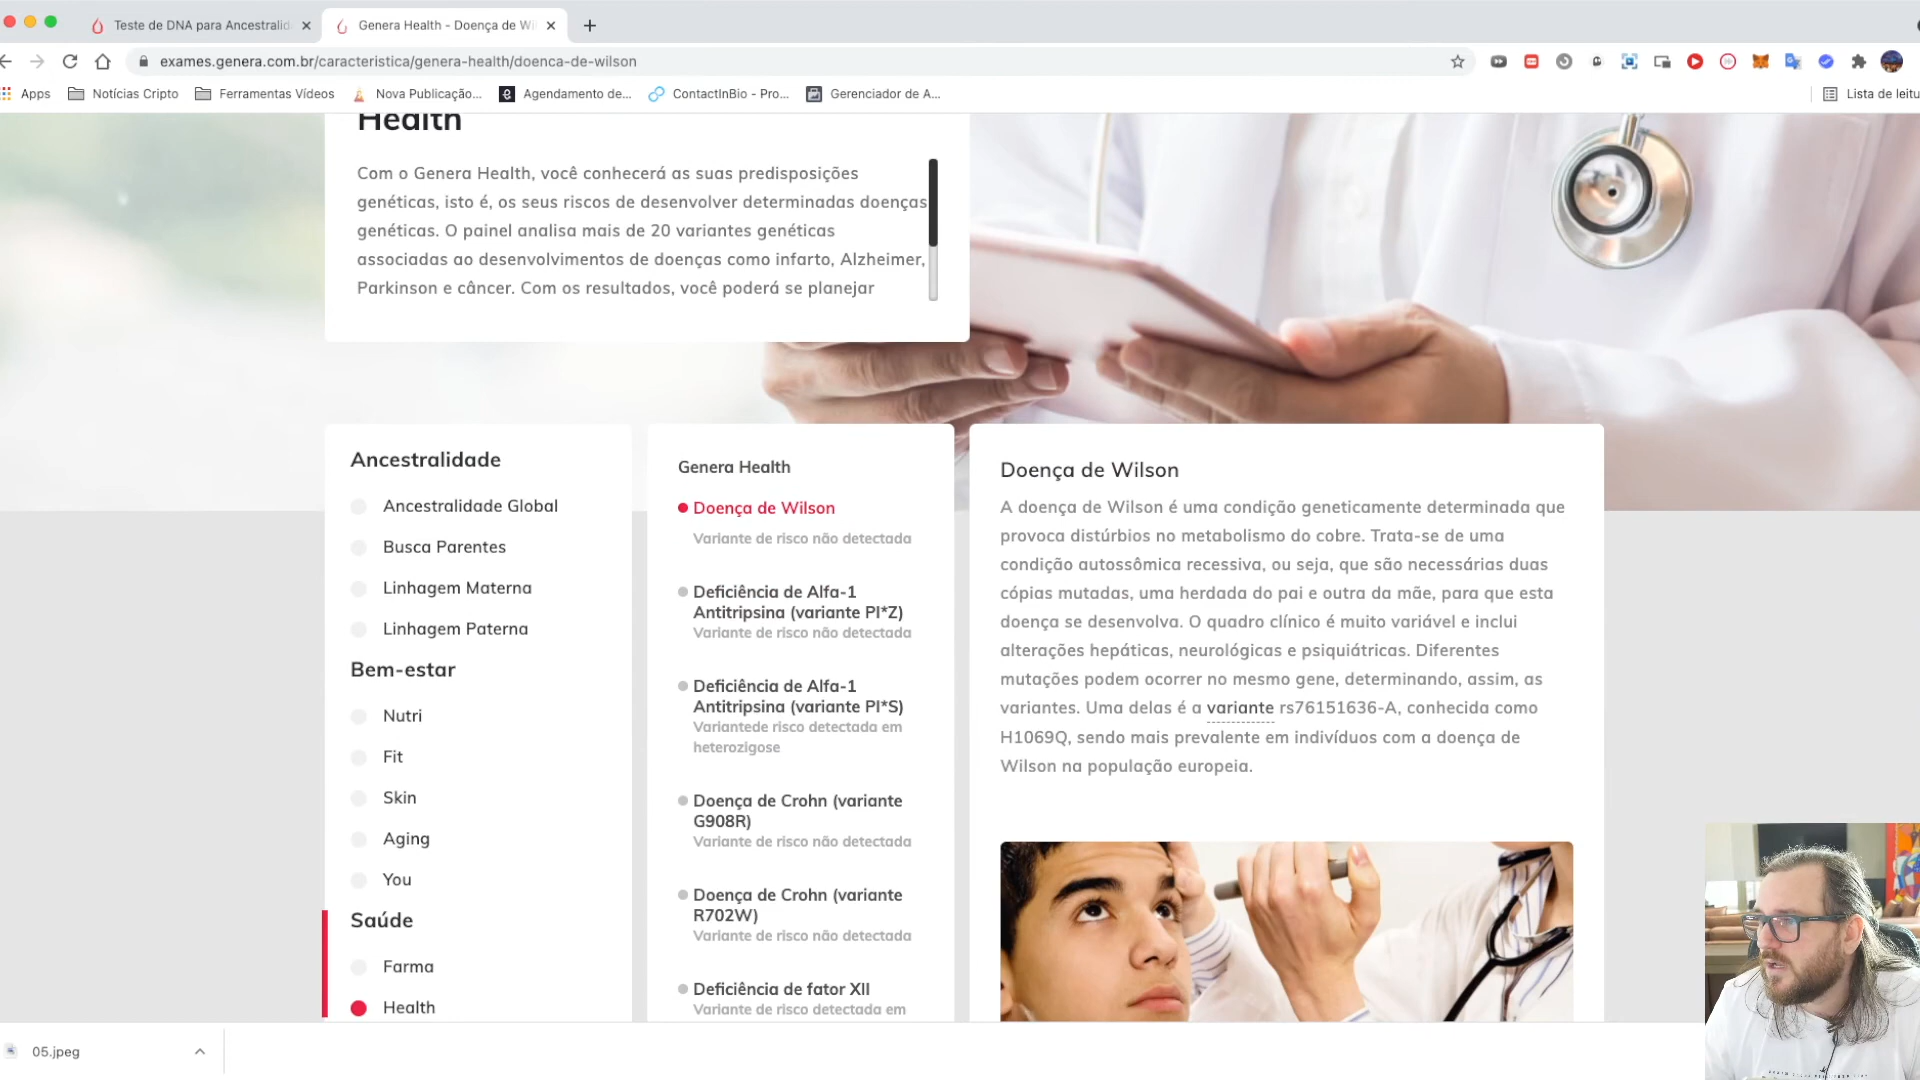 Teste de DNA para Ancestralid
Genera Health - Doença de Wi
exames.genera.com.br/caracteristica/genera-health/doenca-de-wilson
Apps
Notícias Cripto
Ferramentas Vídeos
Nova Publicação...
Agendamento de...
ContactInBio - Pro...
Gerenciador de A...
Lista de leitu
Health
Com o Genera Health, você conhecerá as suas predisposições
genéticas, isto é, os seus riscos de desenvolver determinadas doenças
genéticas. O painel analisa mais de 20 variantes genéticas
associadas ao desenvolvimentos de doenças como infarto, Alzheimer,
Parkinson e câncer. Com os resultados, você poderá se planejar
Ancestralidade
Ancestralidade Global
Busca Parentes
Linhagem Materna
Linhagem Paterna
Bem-estar
Nutri
Fit
Skin
Aging
You
Saúde
Farma
Health
Genera Health
Doença de Wilson
Variante de risco não detectada
Deficiência de Alfa-1
Antitripsina (variante PI*Z)
Variante de risco não detectada
Deficiência de Alfa-1
Antitripsina (variante PI*S)
Variantede risco detectada em
heterozigose
Doença de Crohn (variante
G908R)
Variante de risco não detectada
Doença de Crohn (variante
R702W)
Variante de risco não detectada
Deficiência de fator XII
Variante de risco detectada em
Doença de Wilson
A doença de Wilson é uma condição geneticamente determinada que
provoca distúrbios no metabolismo do cobre. Trata-se de uma
condição autossômica recessiva, ou seja, que são necessárias duas
cópias mutadas, uma herdada do pai e outra da mãe, para que esta
doença se desenvolva. O quadro clínico é muito variável e inclui
alterações hepáticas, neurológicas e psiquiátricas. Diferentes
mutações podem ocorrer no mesmo gene, determinando, assim, as
variantes. Uma delas é a variante rs76151636-A, conhecida como
H1069Q, sendo mais prevalente em indivíduos com a doença de
Wilson na população europeia.
05.jpeg